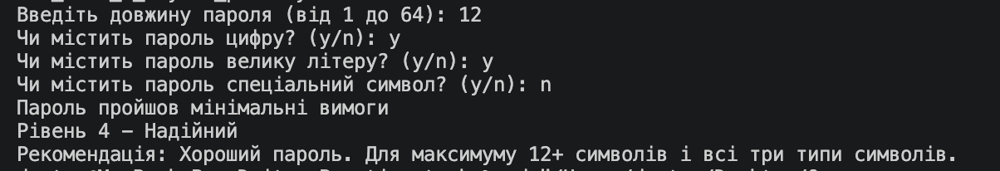 Введіть довжину пароля (від 1 до 64): 12
Чи містить пароль цифру? (y/n): y
Чи містить пароль велику літеру? (y/n): y
Чи містить пароль спеціальний символ? (y/n): n
Пароль пройшов мінімальні вимоги
Рівень 4 – Надійний
Рекомендація: Хороший пароль. Для максимуму 12+ символів і всі три типи символів.